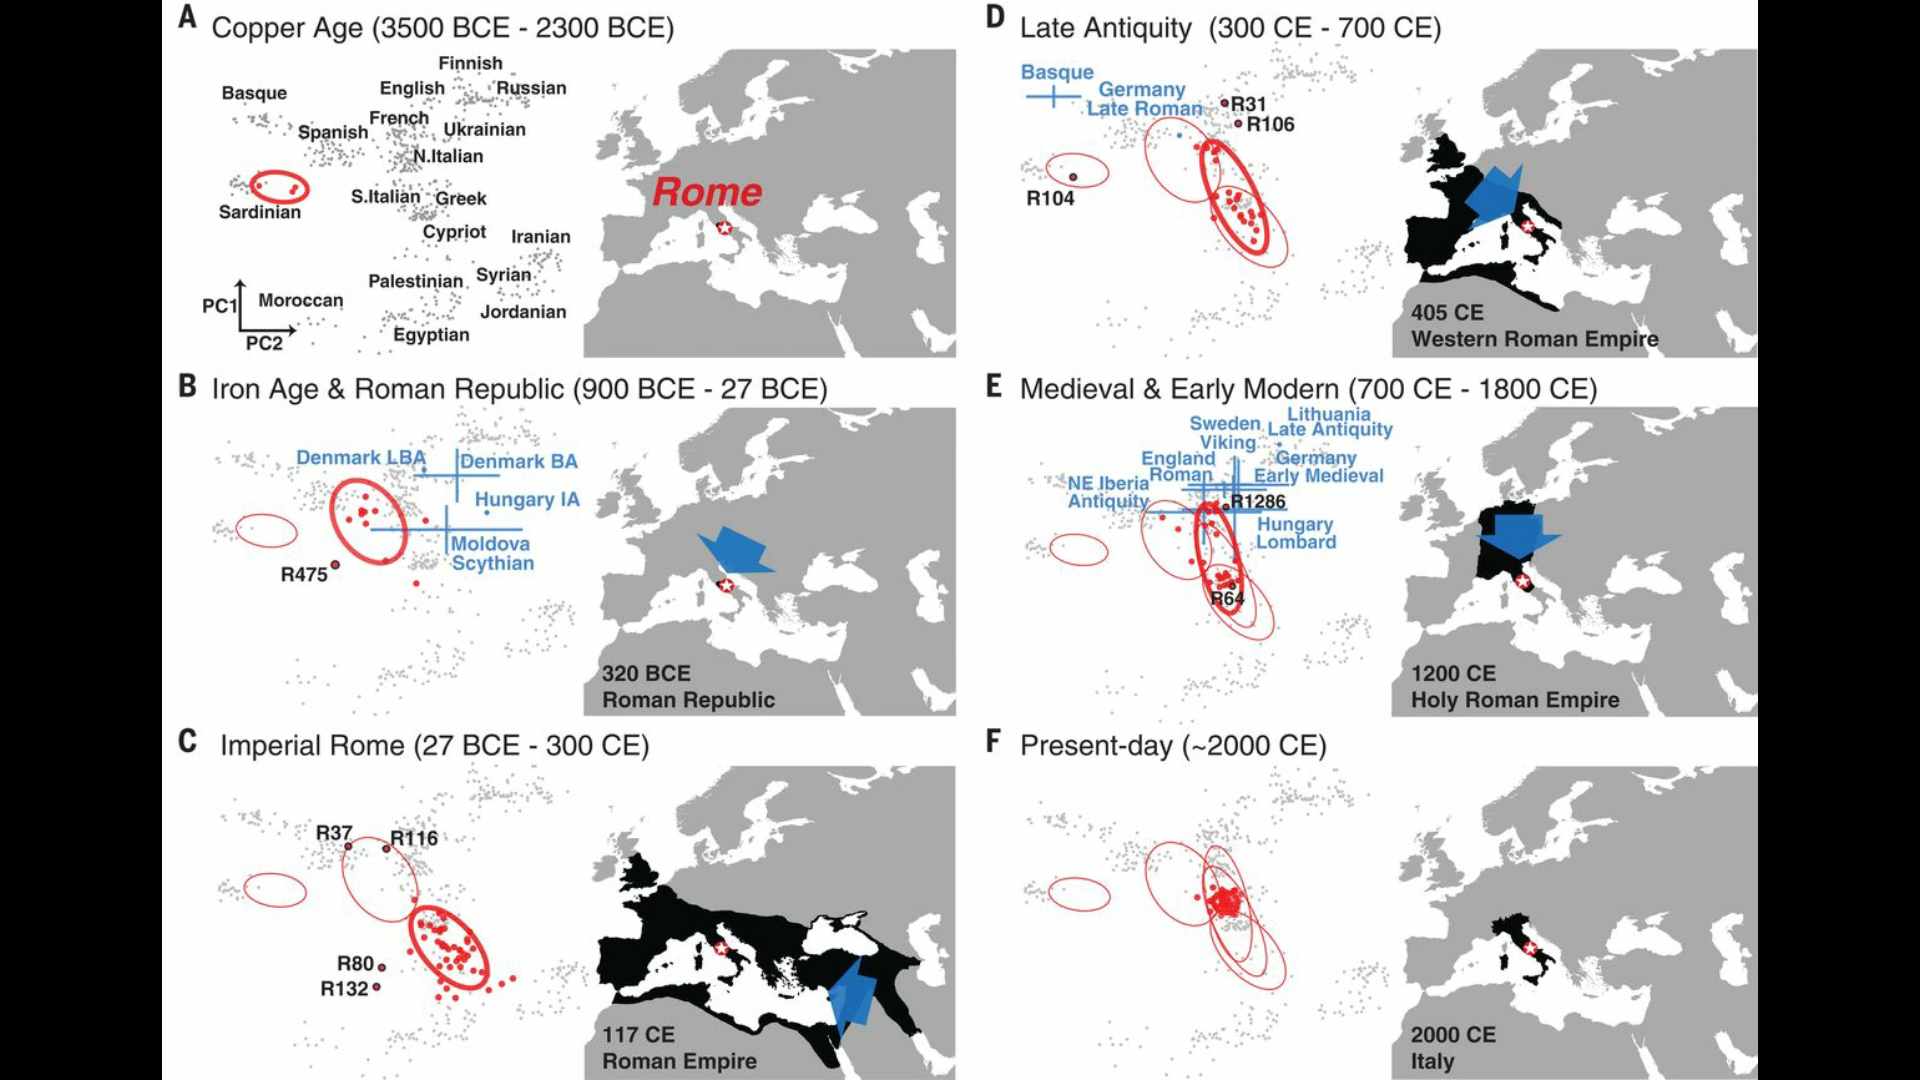 A Copper Age (3500 BCE - 2300 BCE)
Finnish
Basque
English
Russian
French
Spanish
Ukrainian
N.Italian
Sardinian
S.Italian
Greek
Cypriot
Iranian
Palestinian
Syrian
Moroccan
Jordanian
Egyptian
PC1
PC2
Rome
B Iron Age & Roman Republic (900 BCE - 27 BCE)
Denmark LBA
Denmark BA
Hungary IA
Moldova
Scythian
R475
320 BCE
Roman Republic
C Imperial Rome (27 BCE - 300 CE)
R37
R116
R80
R132
117 CE
Roman Empire
D Late Antiquity (300 CE - 700 CE)
Basque
Germany
Late Roman
R31
R106
R104
405 CE
Western Roman Empire
E Medieval & Early Modern (700 CE - 1800 CE)
Lithuania
Late Antiquity
Sweden
Viking
Germany
Early Medieval
England
Roman
NE Iberia
Antiquity
R1286
Hungary
Lombard
R64
1200 CE
Holy Roman Empire
F Present-day (~2000 CE)
2000 CE
Italy